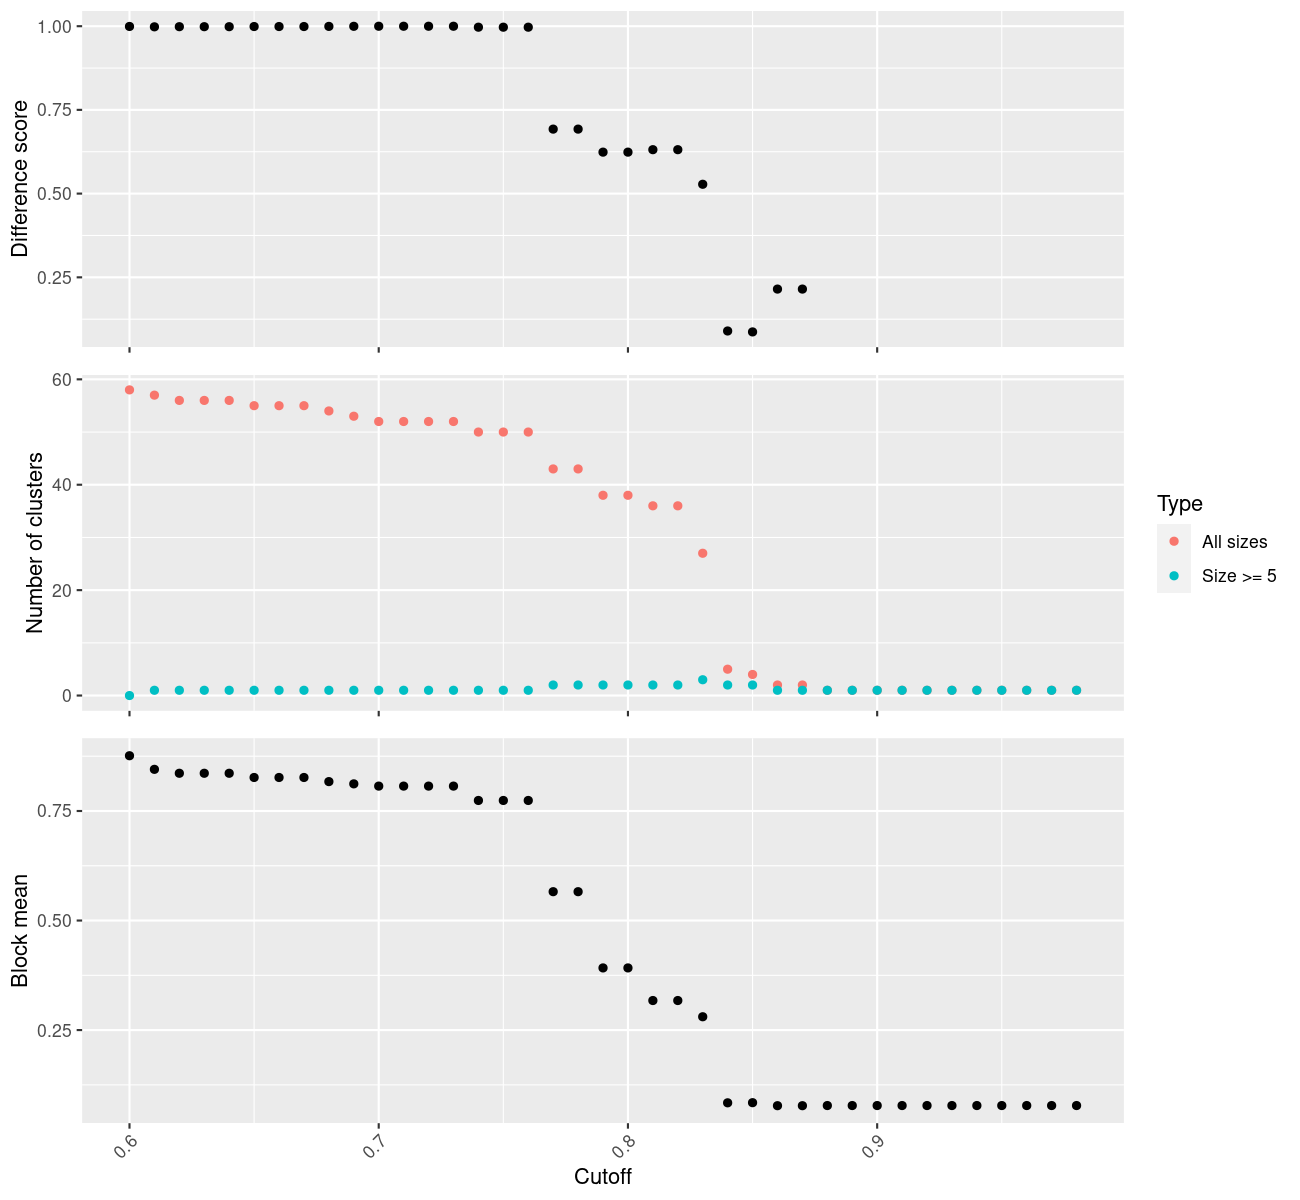 Difference score
1.00
0.75
0.50
0.25
Number of clusters
60
40
20
0
Type
All sizes
Size >= 5
Block mean
0.75
0.50
0.25
0.6
0.7
0.8
0.9
Cutoff